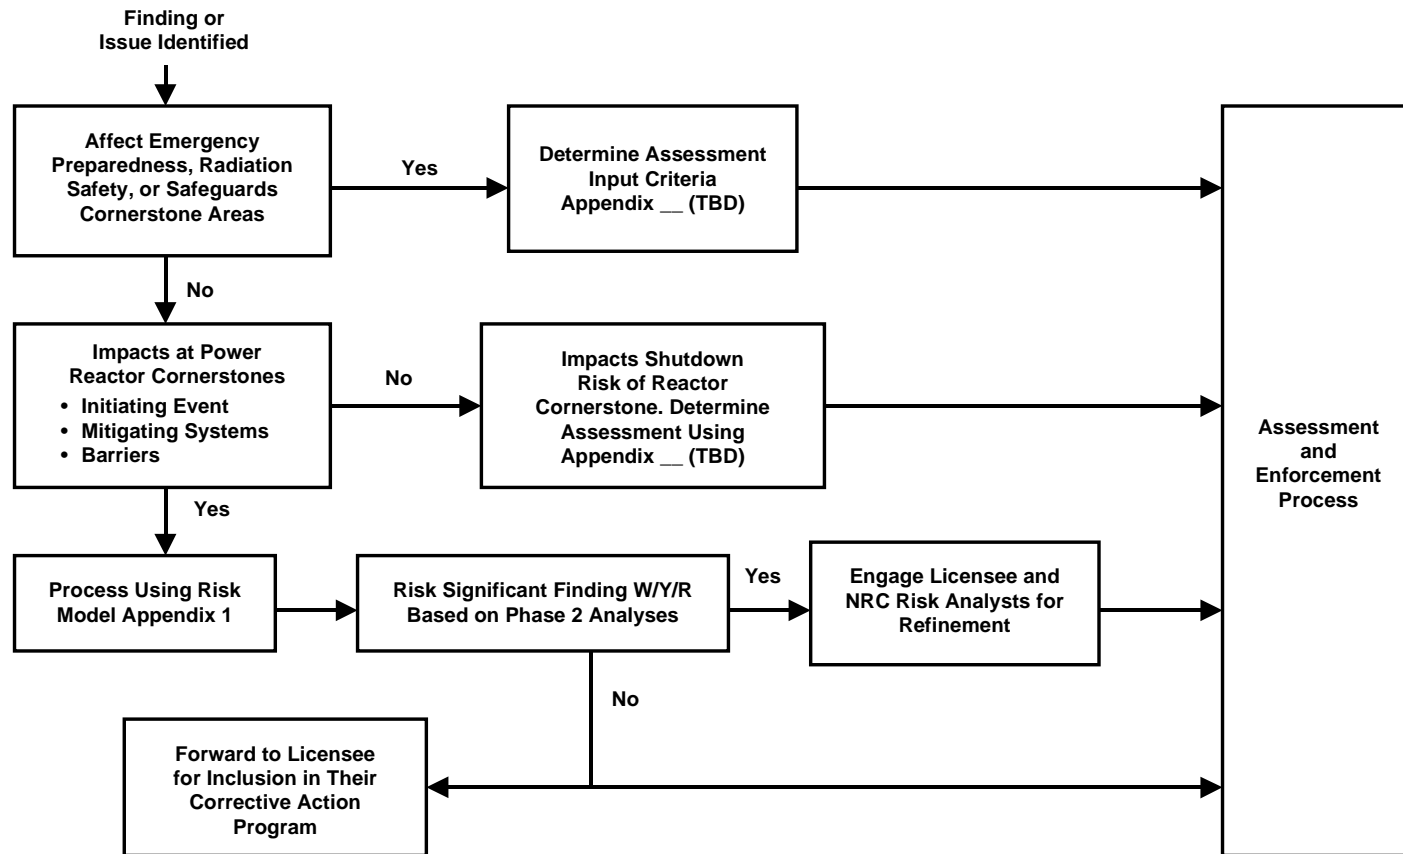 Finding or
Issue Identified
Affect Emergency
Preparedness, Radiation
Safety, or Safeguards
Cornerstone Areas
Yes
Determine Assessment
Input Criteria
Appendix __ (TBD)
No
Impacts at Power
Reactor Cornerstones
• Initiating Event
• Mitigating Systems
• Barriers
No
Impacts Shutdown
Risk of Reactor
Cornerstone. Determine
Assessment Using
Appendix __ (TBD)
Assessment
and
Enforcement
Process
Yes
Process Using Risk
Model Appendix 1
Risk Significant Finding W/Y/R
Based on Phase 2 Analyses
Yes
Engage Licensee and
NRC Risk Analysts for
Refinement
No
Forward to Licensee
for Inclusion in Their
Corrective Action
Program